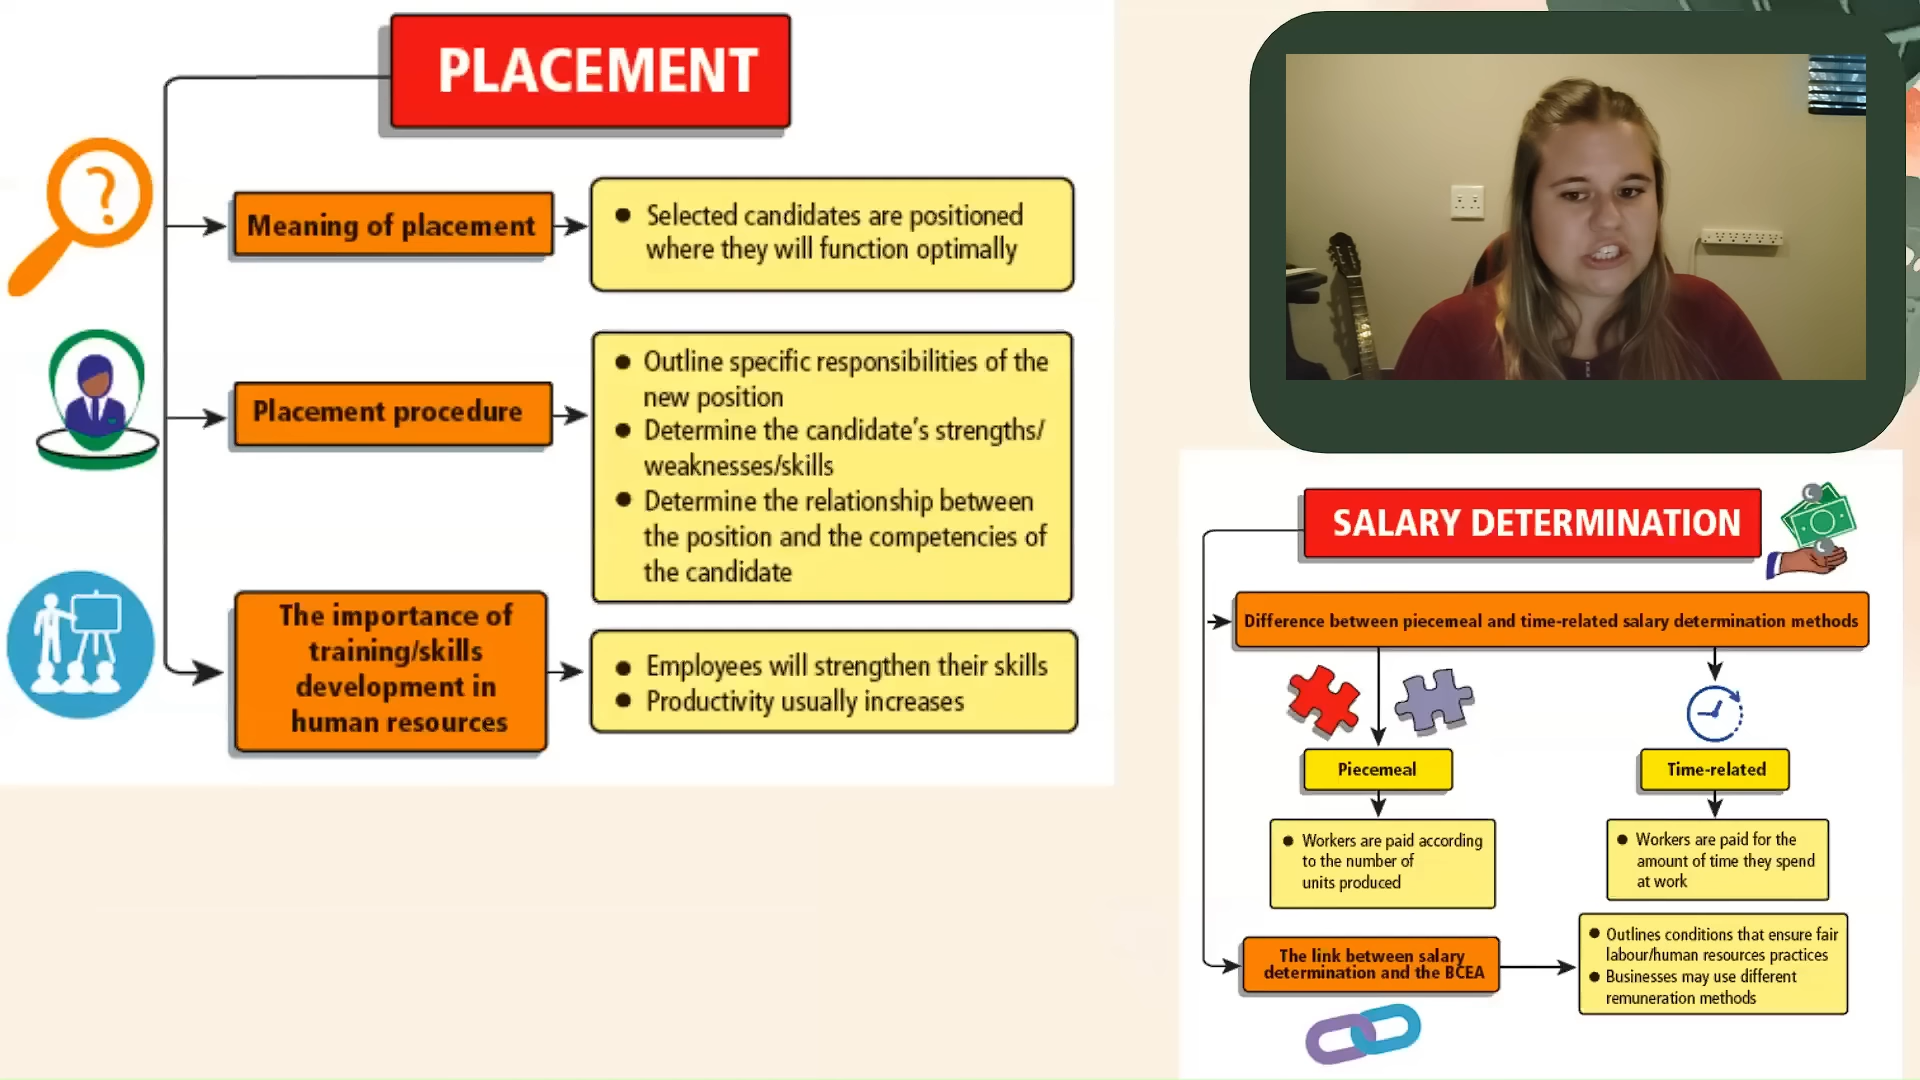 PLACEMENT
?
Meaning of placement
● Selected candidates are positioned
where they will function optimally
Placement procedure
● Outline specific responsibilities of the
new position
● Determine the candidate's strengths/
weaknesses/skills
● Determine the relationship between
the position and the competencies of
the candidate
The importance of
training/skills
development in
human resources
● Employees will strengthen their skills
● Productivity usually increases
SALARY DETERMINATION
Difference between piecemeal and time-related salary determination methods
Piecemeal
Time-related
● Workers are paid according
to the number of
units produced
● Workers are paid for the
amount of time they spend
at work
The link between salary
determination and the BCEA
● Outlines conditions that ensure fair
labour/human resources practices
● Businesses may use different
remuneration methods